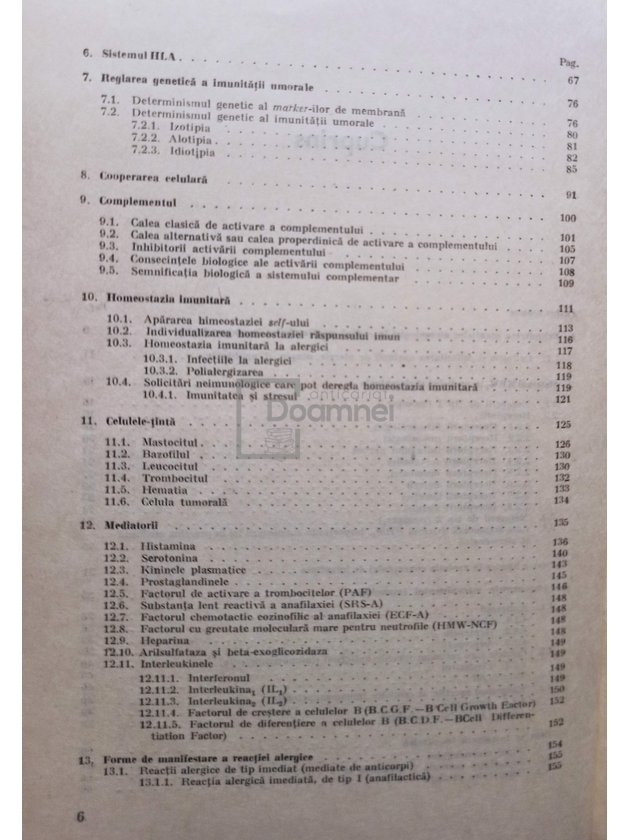 Pag.
6. Sistemul HLA . . . 67
7. Reglarea genetică a imunității umorale . . . 76
7.1. Determinismul genetic al marker-ilor de membrană . . . 76
7.2. Determinismul genetic al imunității umorale . . . 80
7.2.1. Izotipia . . . 81
7.2.2. Alotipia . . . 82
7.2.3. Idiotipia . . . 85
8. Cooperarea celulară . . . 91
9. Complementul . . . 100
9.1. Calea clasică de activare a complementului . . . 101
9.2. Calea alternativă sau calea properdinică de activare a complementului . . . 105
9.3. Inhibitorii activării complementului . . . 107
9.4. Consecințele biologice ale activării complementului . . . 108
9.5. Semnificația biologică a sistemului complementar . . . 109
10. Homeostazia imunitară . . . 111
10.1. Apărarea himeostaziei self-ului . . . 113
10.2. Individualizarea homeostaziei răspunsului imun . . . 116
10.3. Homeostazia imunitară la alergici . . . 117
10.3.1. Infecțiile la alergici . . . 118
10.3.2. Polialergizarea . . . 119
10.4. Solicitări neimunologice care pot deregla homeostazia imunitară . . . 119
10.4.1. Imunitatea și stresul . . . 121
anticariat
Doamnei
11. Celulele-țintă . . . 125
11.1. Mastocitul . . . 126
11.2. Bazofilul . . . 130
11.3. Leucocitul . . . 130
11.4. Trombocitul . . . 132
11.5. Hematia . . . 133
11.6. Celula tumorală . . . 134
12. Mediatorii . . . 135
12.1. Histamina . . . 136
12.2. Serotonina . . . 140
12.3. Kininele plasmatice . . . 143
12.4. Prostaglandinele . . . 145
12.5. Factorul de activare a trombocitelor (PAF) . . . 146
12.6. Substanța lent reactivă a anafilaxiei (SRS-A) . . . 148
12.7. Factorul chemotactic eozinofilic al anafilaxiei (ECF-A) . . . 148
12.8. Factorul cu greutate moleculară mare pentru neutrofile (HMW-NCF) . . . 148
12.9. Heparina . . . 148
12.10. Arilsulfataza și beta-exoglicozidaza . . . 149
12.11. Interleukinele . . . 149
12.11.1. Interferonul . . . 149
12.11.2. Interleukina₁ (IL₁) . . . 150
12.11.3. Interleukina₂ (IL₂)
12.11.4. Factorul de creștere a celulelor B (B.C.G.F. — B Cell Growth Factor) 152
12.11.5. Factorul de diferențiere a celulelor B (B.C.D.F. — BCell Differen-
tiation Factor) . . . 152
13. Forme de manifestare a reacției alergice . . . 154
13.1. Reacții alergice de tip imediat (mediate de anticorpi) . . . 155
13.1.1. Reacția alergică imediată, de tip I (anafilactică) . . . 155
6